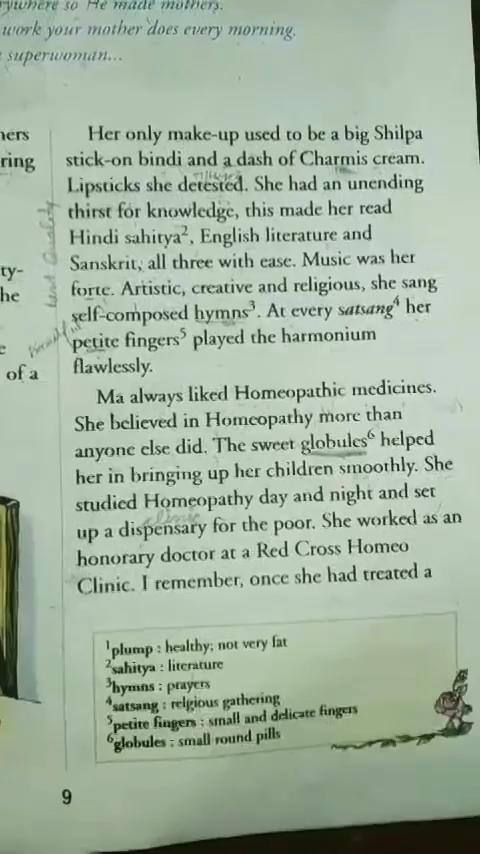 rywhere so He made mothers.
work your mother does every morning.
superwoman...
ners
ring
ty-
he
e
of a
Her only make-up used to be a big Shilpa
stick-on bindi and a dash of Charmis cream.
Lipsticks she detested. She had an unending
thirst for knowledge, this made her read
Hindi sahitya², English literature and
Sanskrit, all three with ease. Music was her
forte. Artistic, creative and religious, she sang
self-composed hymns³. At every satsang⁴ her
petite fingers⁵ played the harmonium
flawlessly.
Ma always liked Homeopathic medicines.
She believed in Homeopathy more than
anyone else did. The sweet globules⁶ helped
her in bringing up her children smoothly. She
studied Homeopathy day and night and set
clinic
up a dispensary for the poor. She worked as an
honorary doctor at a Red Cross Homeo
Clinic. I remember, once she had treated a
¹plump : healthy; not very fat
²sahitya : literature
³hymns : prayers
⁴satsang : relgious gathering
⁵petite fingers : small and delicate fingers
⁶globules : small round pills
9